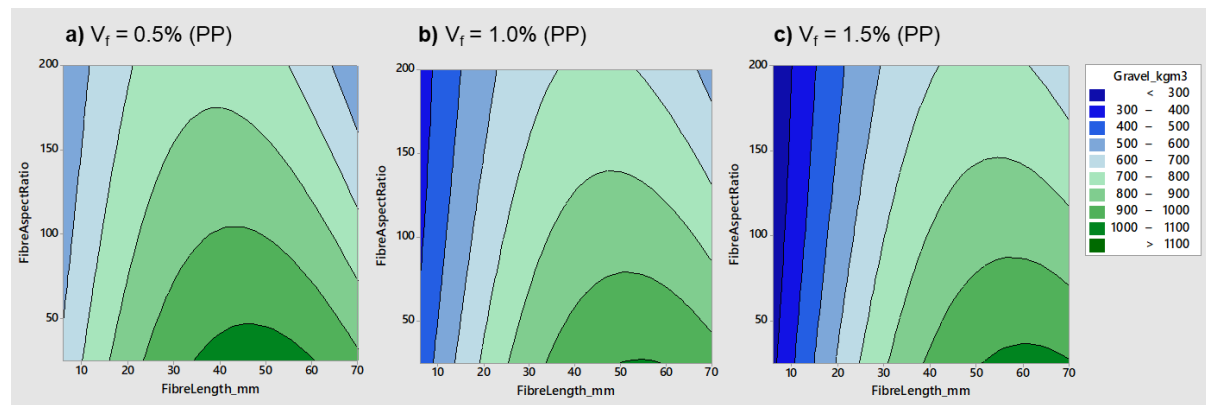 a) Vf = 0.5% (PP)
b) Vf = 1.0% (PP)
c) Vf = 1.5% (PP)
FibreAspectRatio
200
150
100
50
10 20 30 40 50 60 70
FibreLength_mm
FibreAspectRatio
200
150
100
50
10 20 30 40 50 60 70
FibreLength_mm
FibreAspectRatio
200
150
100
50
10 20 30 40 50 60 70
FibreLength_mm
Gravel_kgm3
< 300
300 – 400
400 – 500
500 – 600
600 – 700
700 – 800
800 – 900
900 – 1000
1000 – 1100
> 1100